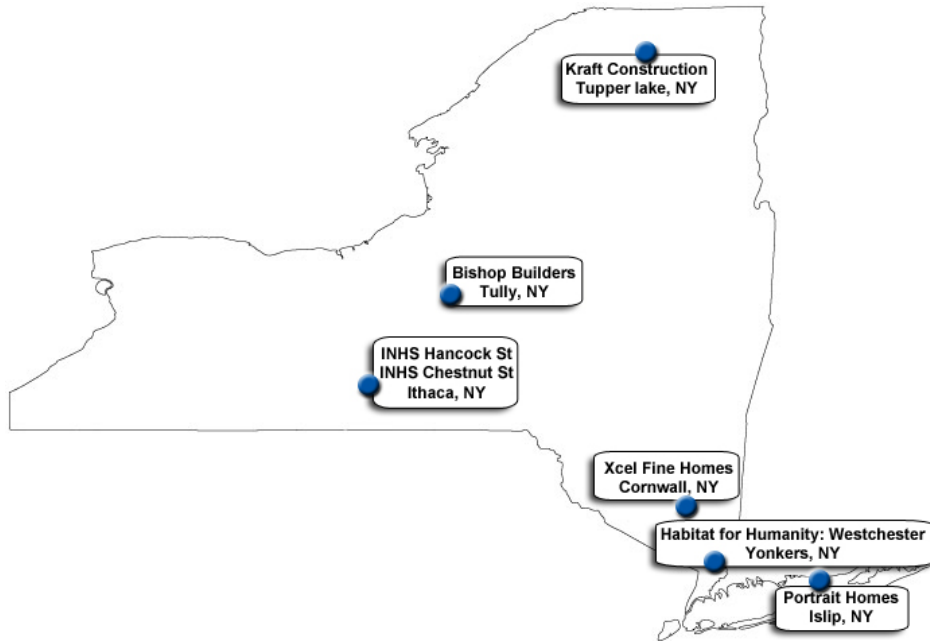 Kraft Construction
Tupper lake, NY
Bishop Builders
Tully, NY
INHS Hancock St
INHS Chestnut St
Ithaca, NY
Xcel Fine Homes
Cornwall, NY
Habitat for Humanity: Westchester
Yonkers, NY
Portrait Homes
Islip, NY